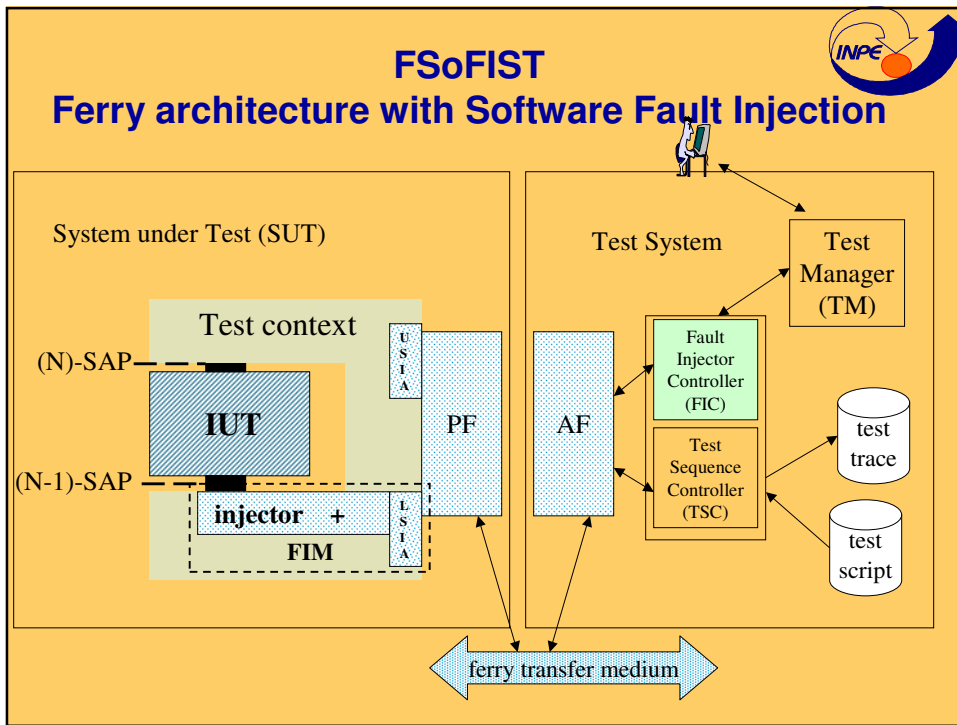 INPE
FSoFIST
Ferry architecture with Software Fault Injection
System under Test (SUT)
Test context
(N)-SAP
IUT
(N-1)-SAP
injector +
FIM
USIA
LSIA
PF
Test System
Test
Manager
(TM)
AF
Fault
Injector
Controller
(FIC)
Test
Sequence
Controller
(TSC)
test
trace
test
script
ferry transfer medium